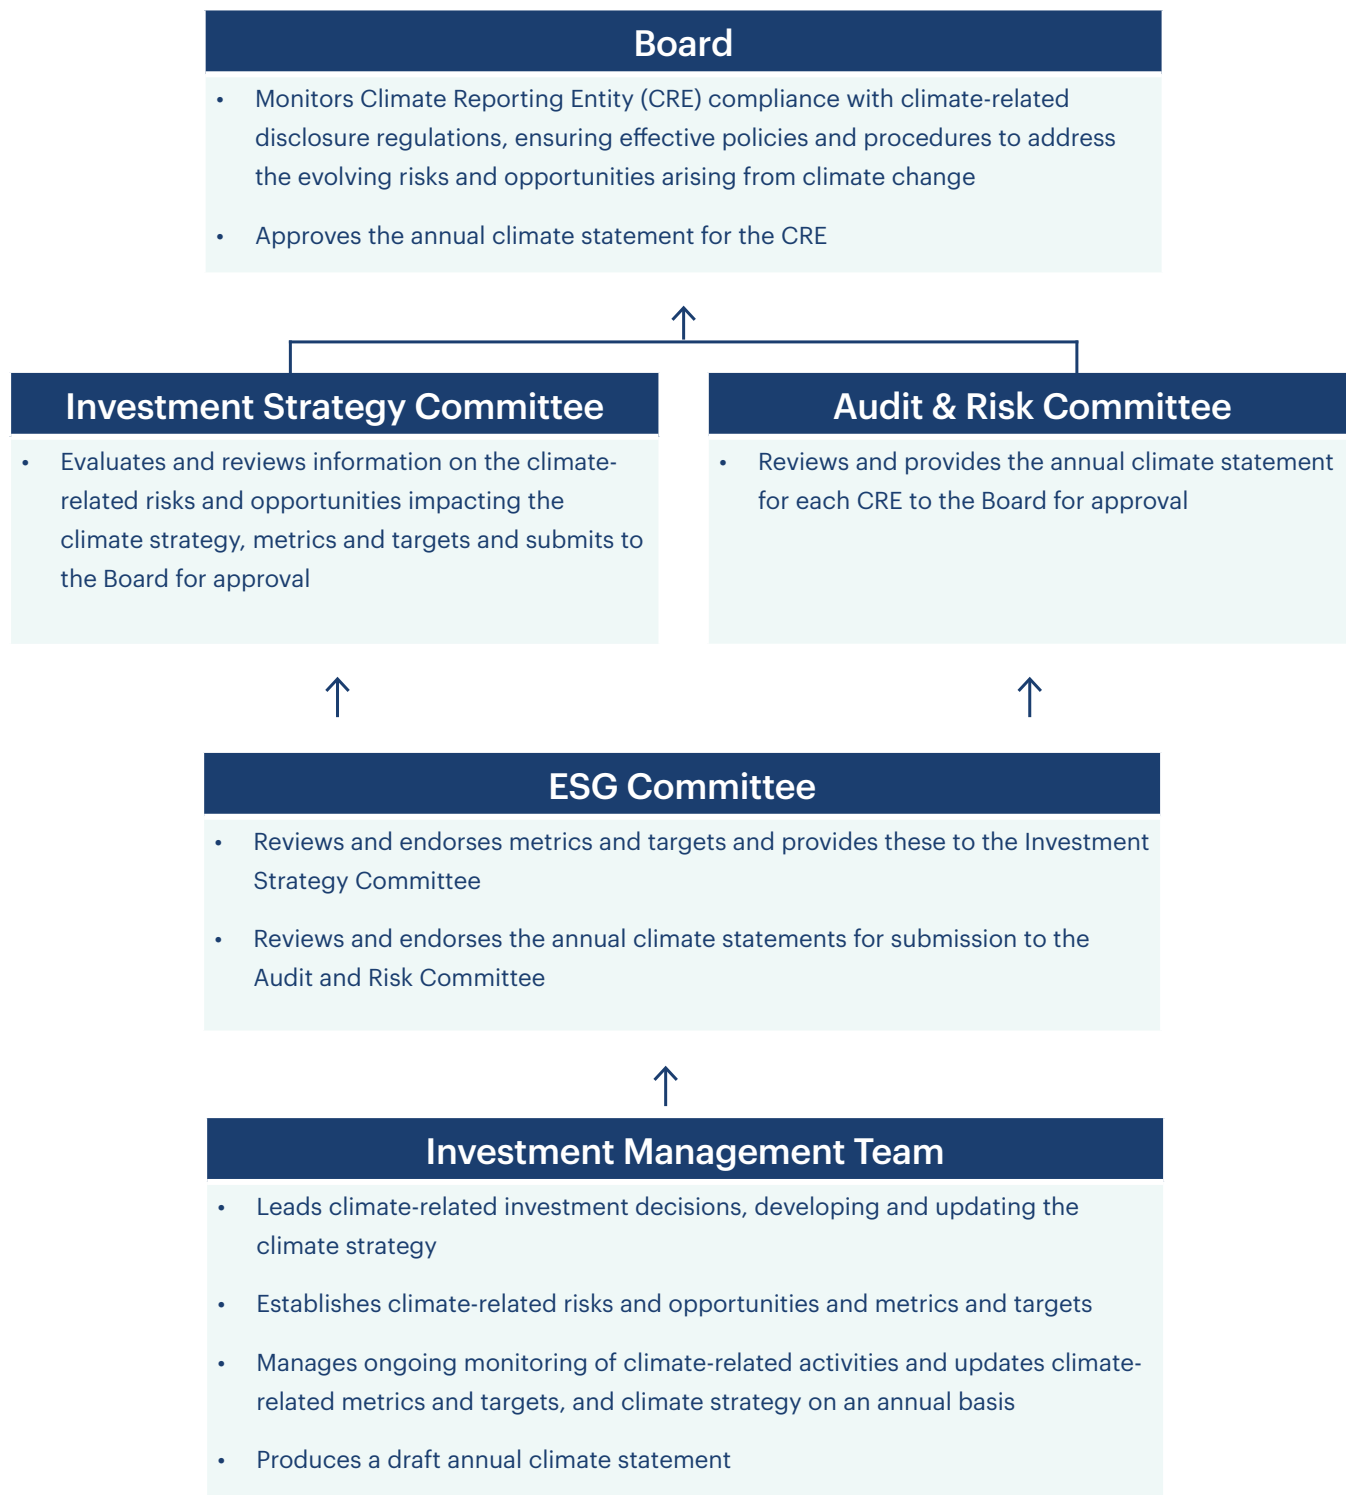 Board
• Monitors Climate Reporting Entity (CRE) compliance with climate-related
disclosure regulations, ensuring effective policies and procedures to address
the evolving risks and opportunities arising from climate change
• Approves the annual climate statement for the CRE
Investment Strategy Committee
• Evaluates and reviews information on the climate-
related risks and opportunities impacting the
climate strategy, metrics and targets and submits to
the Board for approval
Audit & Risk Committee
• Reviews and provides the annual climate statement
for each CRE to the Board for approval
ESG Committee
• Reviews and endorses metrics and targets and provides these to the Investment
Strategy Committee
• Reviews and endorses the annual climate statements for submission to the
Audit and Risk Committee
Investment Management Team
• Leads climate-related investment decisions, developing and updating the
climate strategy
• Establishes climate-related risks and opportunities and metrics and targets
• Manages ongoing monitoring of climate-related activities and updates climate-
related metrics and targets, and climate strategy on an annual basis
• Produces a draft annual climate statement